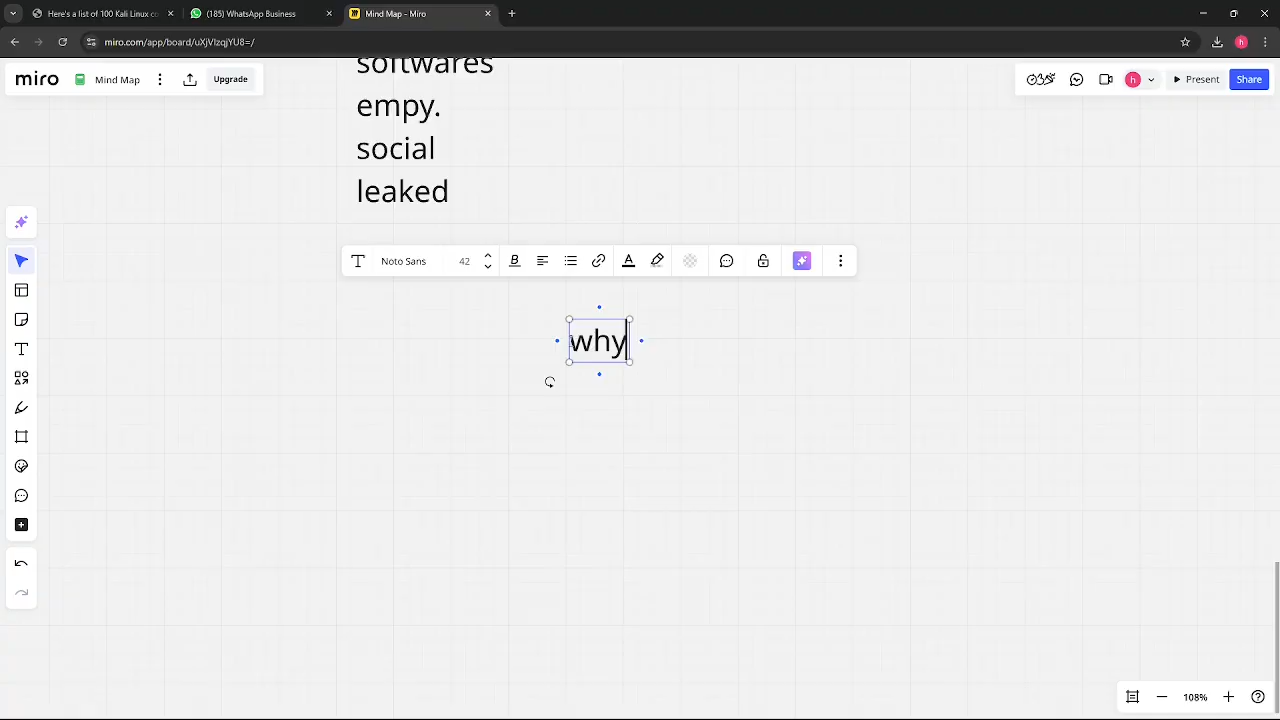 Here's a list of 100 Kali Linux co
(185) WhatsApp Business
Mind Map - Miro
miro.com/app/board/uXjVIzqjYU8=/
h
miro
Mind Map
Upgrade
h
Present
Share
softwares
empy.
social
leaked
Noto Sans
42
B
A
why
108%